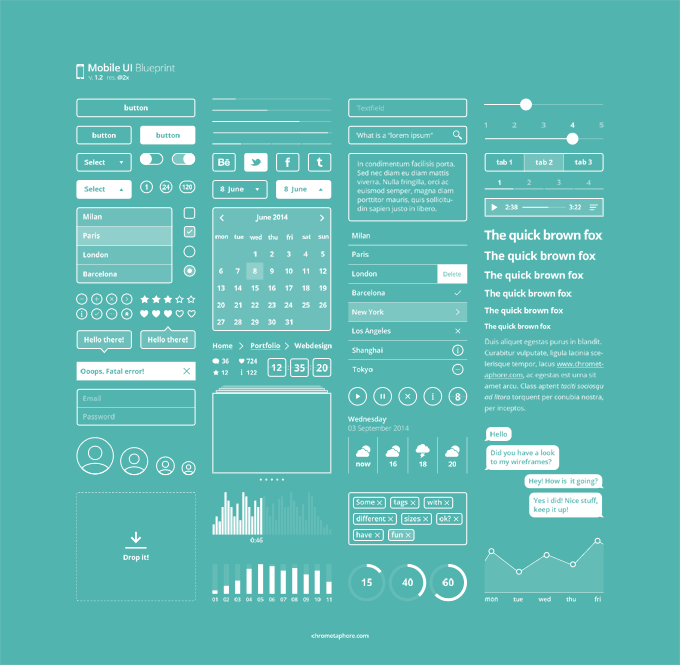 Mobile UI Blueprint
v. 1.2 res. @2x
button
button button
Select
Select
1 24 120
Milan
Paris
London
Barcelona
Hello there! Hello there!
Ooops. Fatal error!
Email
Password
Drop it!
Bē f t
8 June 8 June
June 2014
mon tue wed thu fri sat sun
1 2 3 4 5
6 7 8 9 10 11 12
13 14 15 16 17 18 19
20 21 22 23 24 25 26
27 28 29 30 31
Home Portfolio Webdesign
36 724
12 122
12 35 20
0:46
01 02 03 04 05 06 07 08 09 10 11
Textfield
What is a "lorem ipsum"
In condimentum facilisis porta.
Sed nec diam eu diam mattis
viverra. Nulla fringilla, orci ac
euismod semper, magna diam
porttitor mauris, quis sollicitu-
din sapien justo in libero.
Milan
Paris
London Delete
Barcelona
New York
Los Angeles
Shanghai
Tokyo
8
Wednesday
03 September 2014
now 16 18 20
Some tags with
different sizes ok?
have fun
15 40 60
1 2 3 4 5
tab 1 tab 2 tab 3
1 2 3 4
2:38 3:22
The quick brown fox
The quick brown fox
The quick brown fox
The quick brown fox
The quick brown fox
The quick brown fox
Duis aliquet egestas purus in blandit.
Curabitur vulputate, ligula lacinia sce-
lerisque tempor, lacus www.chromet-
aphore.com, ac egestas est urna sit
amet arcu. Class aptent taciti sociosqu
ad litora torquent per conubia nostra,
per inceptos.
Hello
Did you have a look
to my wireframes?
Hey! How is it going?
Yes i did! Nice stuff,
keep it up!
mon tue wed thu fri
chrometaphore.com